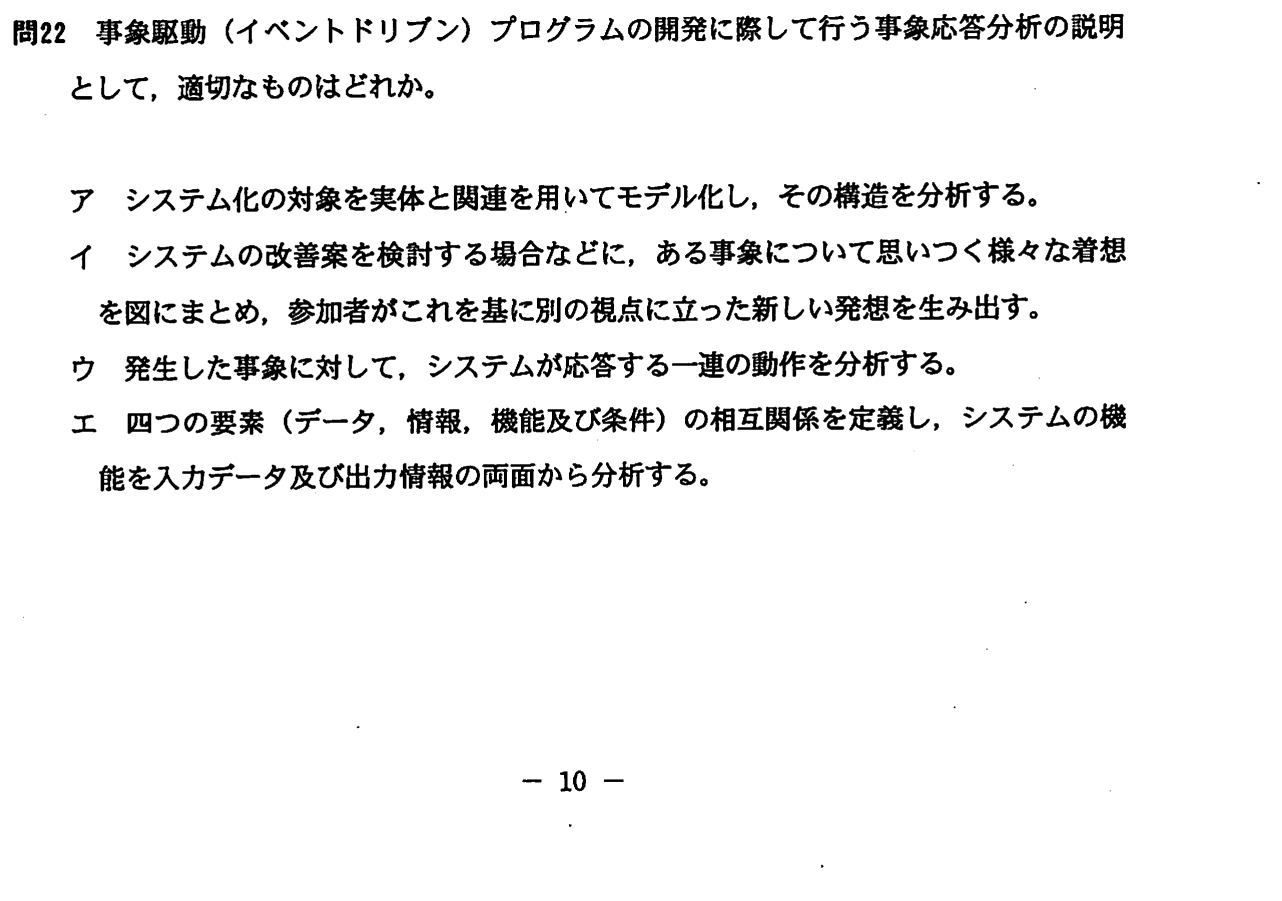 問22 事象駆動（イベントドリブン）プログラムの開発に際して行う事象応答分析の説明
として，適切なものはどれか。
ア システム化の対象を実体と関連を用いてモデル化し，その構造を分析する。
イ システムの改善案を検討する場合などに，ある事象について思いつく様々な着想
を図にまとめ，参加者がこれを基に別の視点に立った新しい発想を生み出す。
ウ 発生した事象に対して，システムが応答する一連の動作を分析する。
エ 四つの要素（データ，情報，機能及び条件）の相互関係を定義し，システムの機
能を入力データ及び出力情報の両面から分析する。
－ 10 －